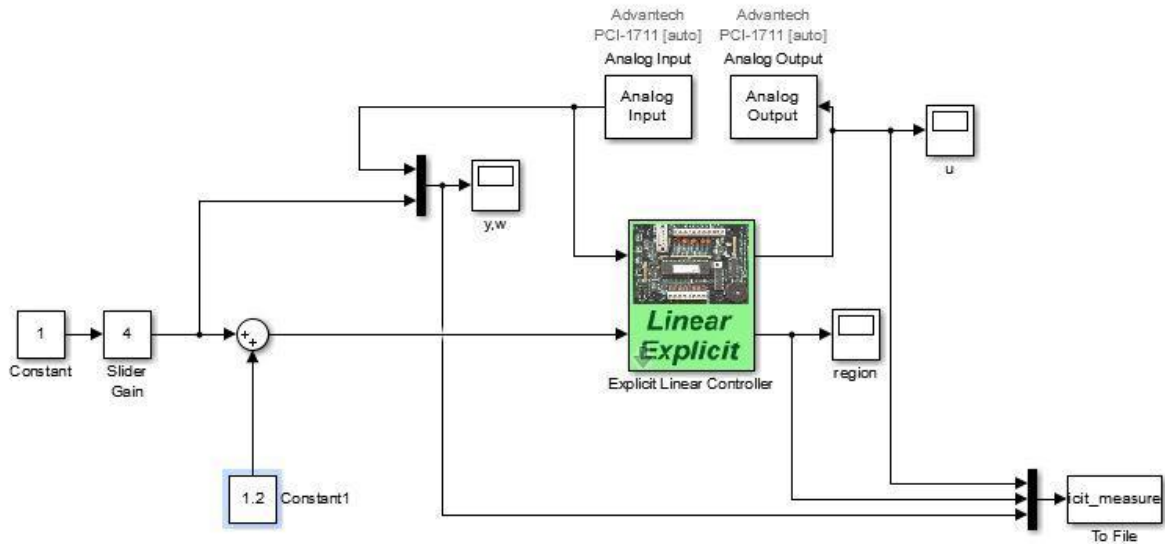 Advantech
PCI-1711 [auto]
Analog Input
Analog
Input
Advantech
PCI-1711 [auto]
Analog Output
Analog
Output
u
y,w
Linear
Explicit
Explicit Linear Controller
1
Constant
4
Slider
Gain
+
+
region
1.2
Constant1
icit_measure
To File